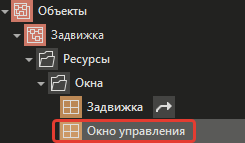 Объекты
Задвижка
Ресурсы
Окна
Задвижка
Окно управления